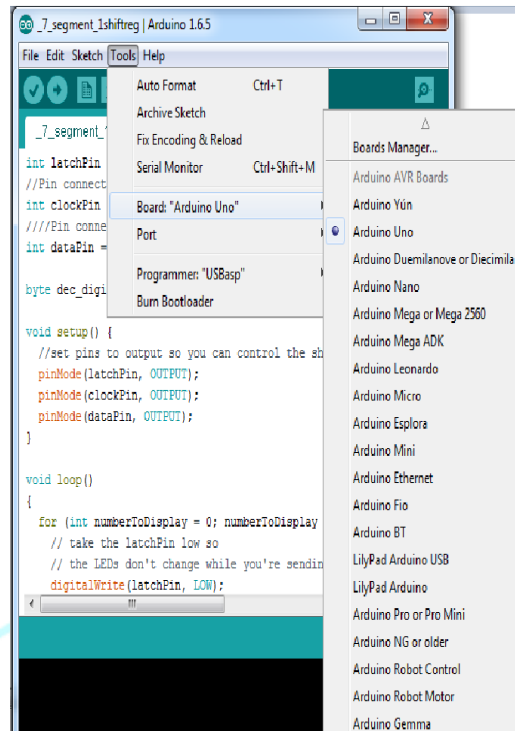 _7_segment_1shiftreg | Arduino 1.6.5
File Edit Sketch Tools Help
Auto Format Ctrl+T
Archive Sketch
Fix Encoding & Reload
Serial Monitor Ctrl+Shift+M
Board: "Arduino Uno"
Port
Programmer: "USBasp"
Burn Bootloader
_7_segment_
int latchPin
//Pin connect
int clockPin
////Pin conne
int dataPin =
byte dec_digi
void setup() {
//set pins to output so you can control the sh
pinMode(latchPin, OUTPUT);
pinMode(clockPin, OUTPUT);
pinMode(dataPin, OUTPUT);
}
void loop()
{
for (int numberToDisplay = 0; numberToDisplay
// take the latchPin low so
// the LEDs don't change while you're sendin
digitalWrite(latchPin, LOW);
Boards Manager...
Arduino AVR Boards
Arduino Yún
Arduino Uno
Arduino Duemilanove or Diecimila
Arduino Nano
Arduino Mega or Mega 2560
Arduino Mega ADK
Arduino Leonardo
Arduino Micro
Arduino Esplora
Arduino Mini
Arduino Ethernet
Arduino Fio
Arduino BT
LilyPad Arduino USB
LilyPad Arduino
Arduino Pro or Pro Mini
Arduino NG or older
Arduino Robot Control
Arduino Robot Motor
Arduino Gemma